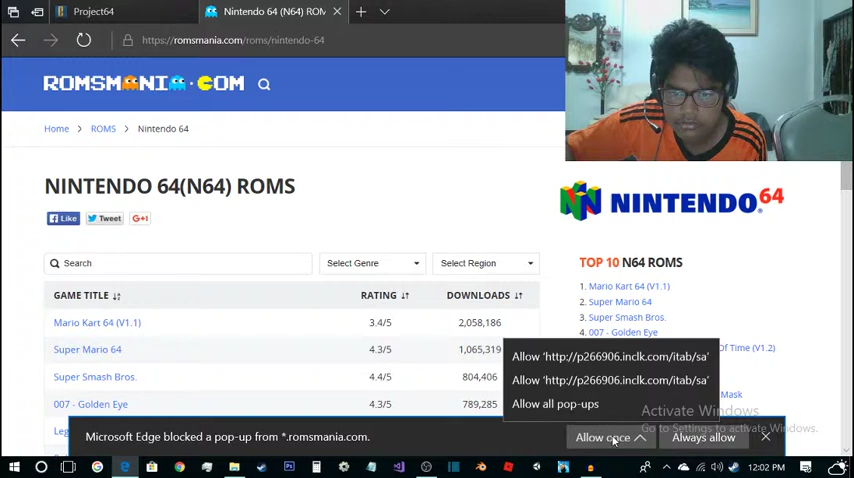 Project64
Nintendo 64 (N64) ROMs
https://romsmania.com/roms/nintendo-64
ROMSMANIA.COM
Home > ROMS > Nintendo 64
NINTENDO 64(N64) ROMS
Like Tweet G+1
NINTENDO 64
Search Select Genre Select Region
TOP 10 N64 ROMS
GAME TITLE RATING DOWNLOADS
1. Mario Kart 64 (V1.1)
2. Super Mario 64
3. Super Smash Bros.
4. 007 - Golden Eye
Of Time (V1.2)
Mask
Mario Kart 64 (V1.1) 3.4/5 2,058,186
Super Mario 64 4.3/5 1,065,319
Super Smash Bros. 4.4/5 804,406
007 - Golden Eye 4.3/5 789,285
Leg
Allow 'http://p266906.inclk.com/itab/sa'
Allow 'http://p266906.inclk.com/itab/sa'
Allow all pop-ups
Activate Windows
Go to Settings to activate Windows.
Microsoft Edge blocked a pop-up from *.romsmania.com.
Allow once Always allow
12:02 PM